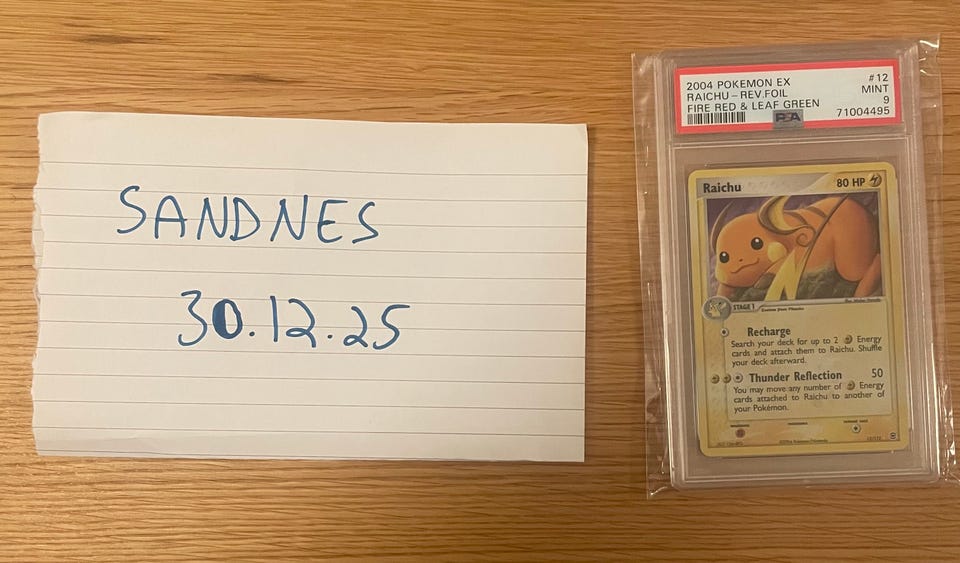 SANDNES
30.12.25
2004 POKEMON EX #12
RAICHU - REV.FOIL MINT
FIRE RED & LEAF GREEN 9
PSA 71004495
Raichu 80 HP
STAGE 1
Recharge
Search your deck for up to 2 Energy
cards and attach them to Raichu. Shuffle
your deck afterward.
Thunder Reflection 50
You may move any number of Energy
cards attached to Raichu to another of
your Pokémon.